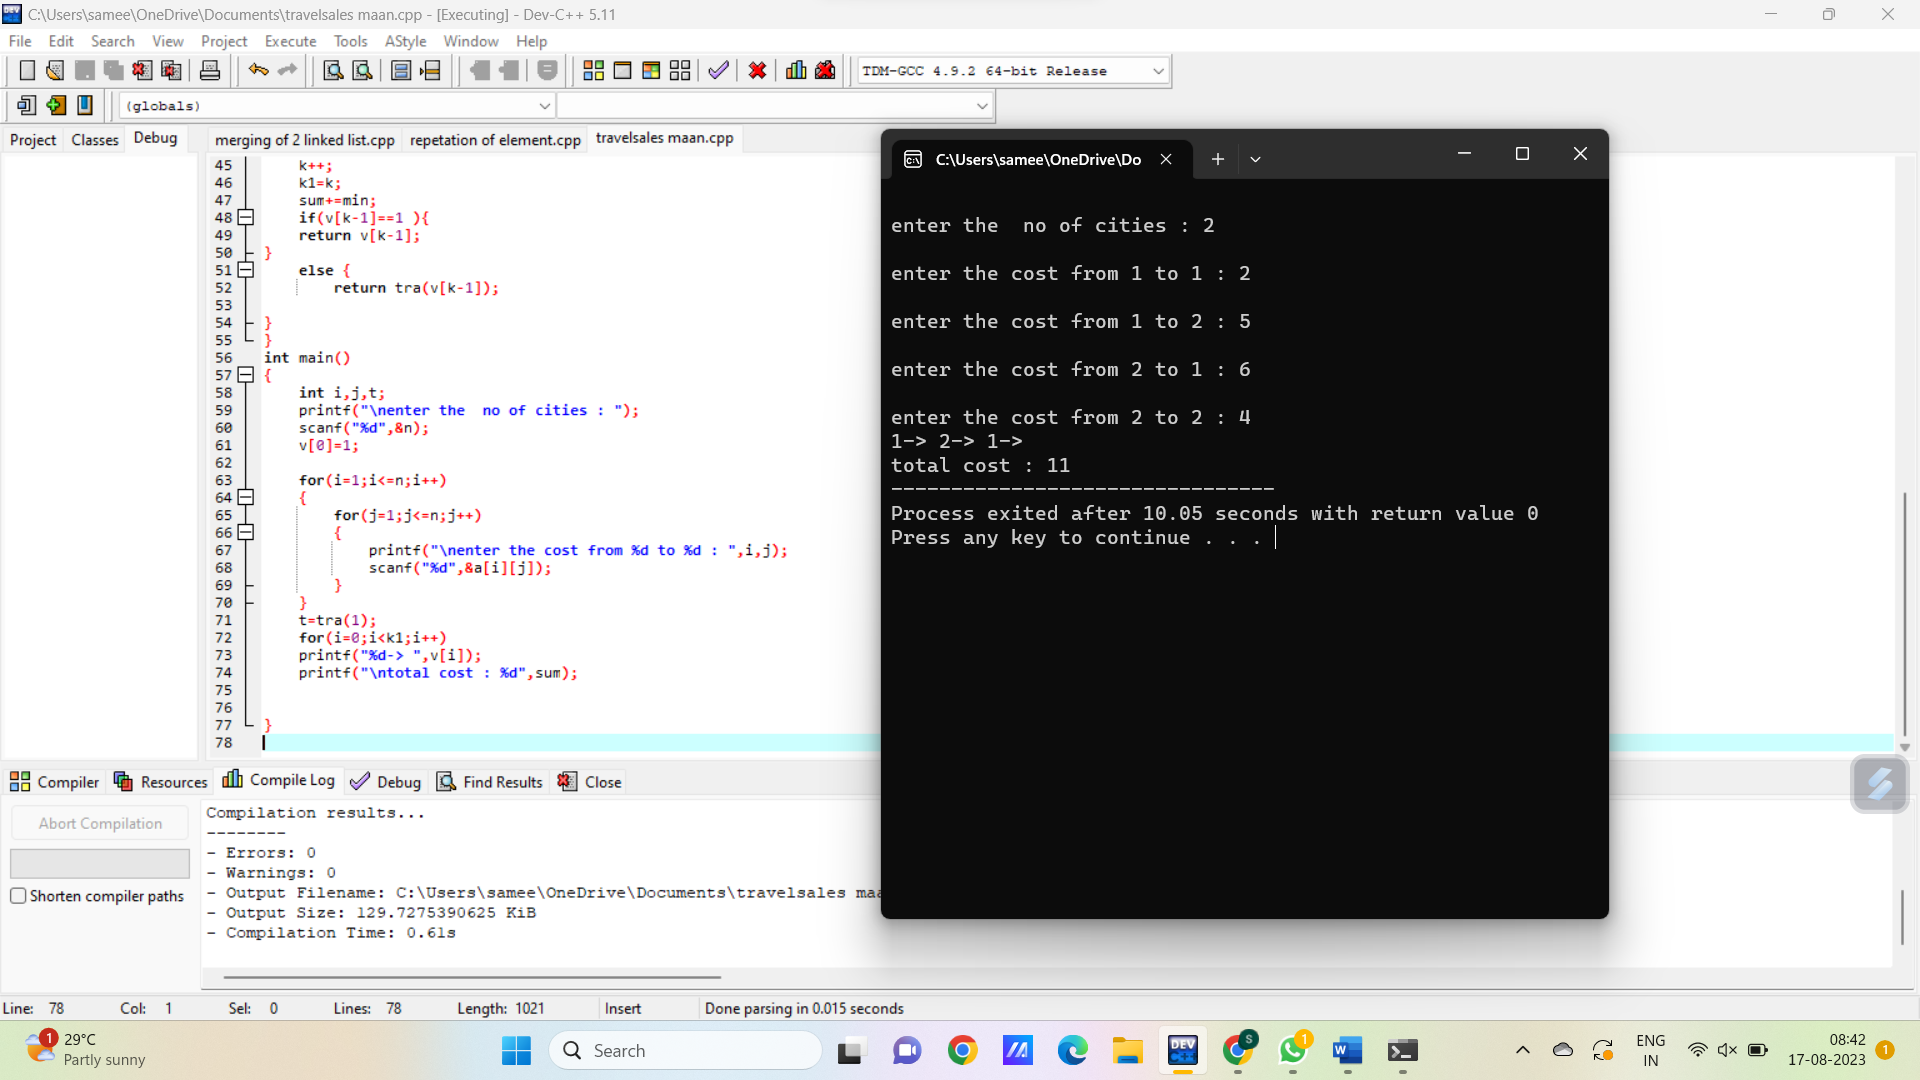 C:\Users\samee\OneDrive\Documents\travelsales maan.cpp - [Executing] - Dev-C++ 5.11
File Edit Search View Project Execute Tools AStyle Window Help
TDM-GCC 4.9.2 64-bit Release
(globals)
Project Classes Debug
merging of 2 linked list.cpp repetation of element.cpp travelsales maan.cpp
45 k++;
46 k1=k;
47 sum+=min;
48 if(v[k-1]==1 ){
49 return v[k-1];
50 }
51 else {
52 return tra(v[k-1]);
53
54 }
55 }
56 int main()
57 {
58 int i,j,t;
59 printf("\nenter the  no of cities : ");
60 scanf("%d",&n);
61 v[0]=1;
62
63 for(i=1;i<=n;i++)
64 {
65 for(j=1;j<=n;j++)
66 {
67 printf("\nenter the cost from %d to %d : ",i,j);
68 scanf("%d",&a[i][j]);
69 }
70 }
71 t=tra(1);
72 for(i=0;i<k1;i++)
73 printf("%d-> ",v[i]);
74 printf("\ntotal cost : %d",sum);
75
76
77 }
78
C:\Users\samee\OneDrive\Do
enter the  no of cities : 2
enter the cost from 1 to 1 : 2
enter the cost from 1 to 2 : 5
enter the cost from 2 to 1 : 6
enter the cost from 2 to 2 : 4
1-> 2-> 1->
total cost : 11
--------------------------------
Process exited after 10.05 seconds with return value 0
Press any key to continue . . .
Compiler Resources Compile Log Debug Find Results Close
Abort Compilation
Shorten compiler paths
Compilation results...
--------
- Errors: 0
- Warnings: 0
- Output Filename: C:\Users\samee\OneDrive\Documents\travelsales maa
- Output Size: 129.7275390625 KiB
- Compilation Time: 0.61s
Line: 78 Col: 1 Sel: 0 Lines: 78 Length: 1021 Insert Done parsing in 0.015 seconds
1
29°C
Partly sunny
Search
DEV
C++
S
1
ENG
IN
08:42
17-08-2023
1